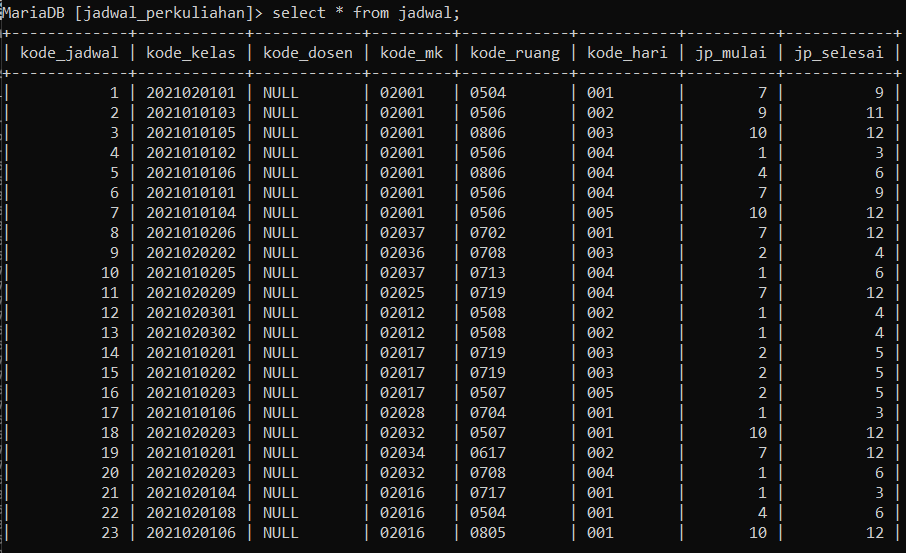 MariaDB [jadwal_perkuliahan]> select * from jadwal;
+-------------+------------+------------+---------+------------+-----------+----------+------------+
| kode_jadwal | kode_kelas | kode_dosen | kode_mk | kode_ruang | kode_hari | jp_mulai | jp_selesai |
+-------------+------------+------------+---------+------------+-----------+----------+------------+
| 1 | 2021020101 | NULL | 02001 | 0504 | 001 | 7 | 9 |
| 2 | 2021010103 | NULL | 02001 | 0506 | 002 | 9 | 11 |
| 3 | 2021010105 | NULL | 02001 | 0806 | 003 | 10 | 12 |
| 4 | 2021010102 | NULL | 02001 | 0506 | 004 | 1 | 3 |
| 5 | 2021010106 | NULL | 02001 | 0806 | 004 | 4 | 6 |
| 6 | 2021010101 | NULL | 02001 | 0506 | 004 | 7 | 9 |
| 7 | 2021010104 | NULL | 02001 | 0506 | 005 | 10 | 12 |
| 8 | 2021010206 | NULL | 02037 | 0702 | 001 | 7 | 12 |
| 9 | 2021020202 | NULL | 02036 | 0708 | 003 | 2 | 4 |
| 10 | 2021010205 | NULL | 02037 | 0713 | 004 | 1 | 6 |
| 11 | 2021020209 | NULL | 02025 | 0719 | 004 | 7 | 12 |
| 12 | 2021020301 | NULL | 02012 | 0508 | 002 | 1 | 4 |
| 13 | 2021020302 | NULL | 02012 | 0508 | 002 | 1 | 4 |
| 14 | 2021010201 | NULL | 02017 | 0719 | 003 | 2 | 5 |
| 15 | 2021010202 | NULL | 02017 | 0719 | 003 | 2 | 5 |
| 16 | 2021010203 | NULL | 02017 | 0507 | 005 | 2 | 5 |
| 17 | 2021010106 | NULL | 02028 | 0704 | 001 | 1 | 3 |
| 18 | 2021020203 | NULL | 02032 | 0507 | 001 | 10 | 12 |
| 19 | 2021020201 | NULL | 02034 | 0617 | 002 | 7 | 12 |
| 20 | 2021020203 | NULL | 02032 | 0708 | 004 | 1 | 6 |
| 21 | 2021020104 | NULL | 02016 | 0717 | 001 | 1 | 3 |
| 22 | 2021020108 | NULL | 02016 | 0504 | 001 | 4 | 6 |
| 23 | 2021020106 | NULL | 02016 | 0805 | 001 | 10 | 12 |